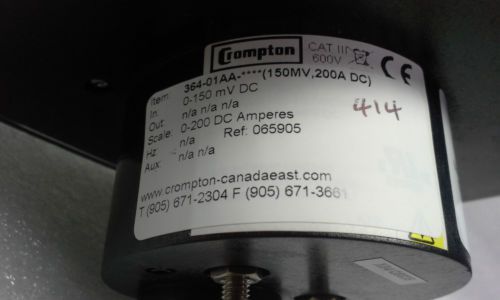 Crompton
CAT III
600V
CE
Item: 364-01AA-****(150MV,200A DC)
In: 0-150 mV DC
Out: n/a n/a n/a
Scale: 0-200 DC Amperes
Hz: n/a Ref: 065905
Aux: n/a n/a
414
www.crompton-canadaeast.com
T (905) 671-2304 F (905) 671-3661